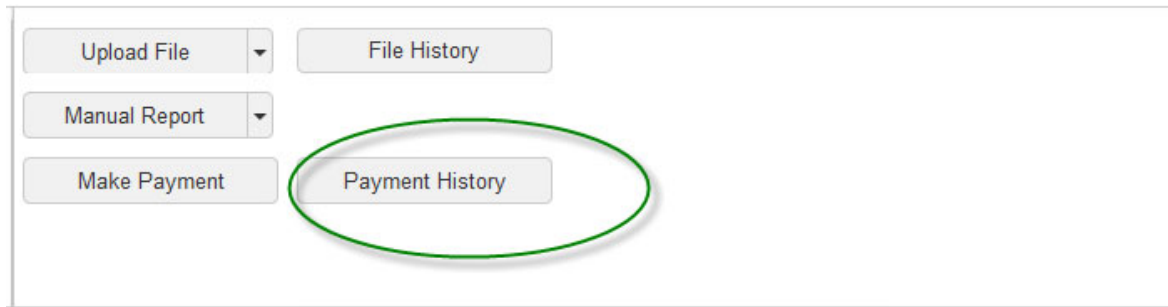 Upload File
File History
Manual Report
Make Payment
Payment History